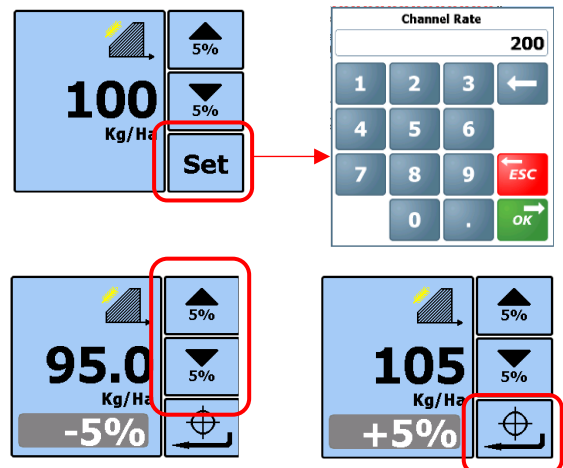 5%
100
Kg/Ha
5%
Set
Channel Rate
200
1 2 3
4 5 6
7 8 9 ESC
0 . OK
5%
95.0
Kg/Ha
5%
-5%
5%
105
Kg/Ha
5%
+5%